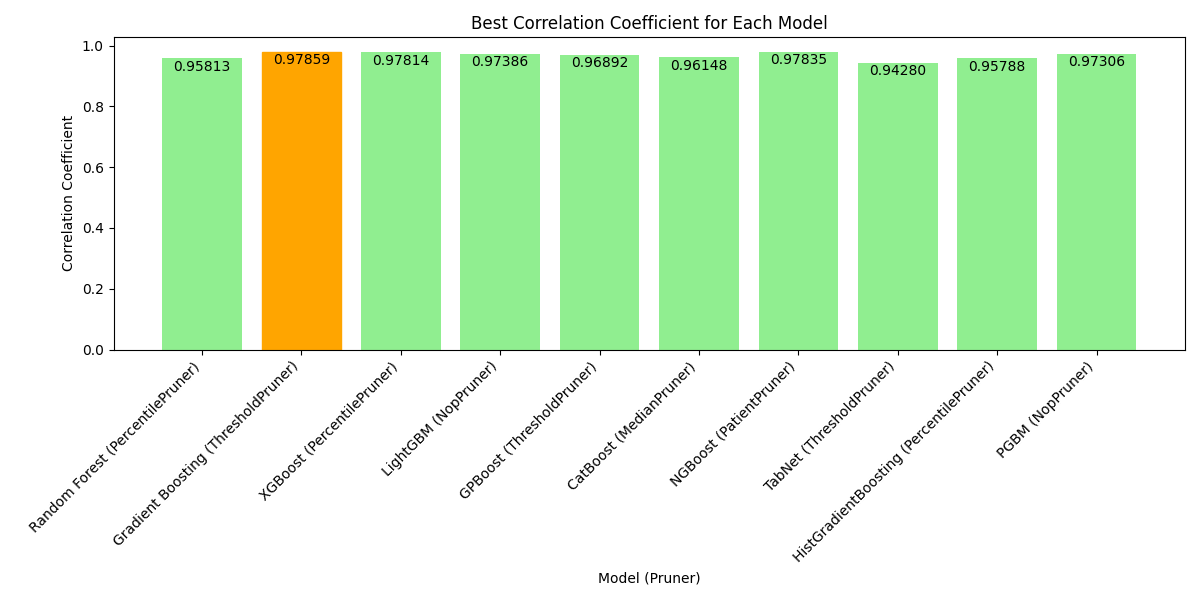 Best Correlation Coefficient for Each Model
Correlation Coefficient
1.0
0.8
0.6
0.4
0.2
0.0
0.95813
0.97859
0.97814
0.97386
0.96892
0.96148
0.97835
0.94280
0.95788
0.97306
Random Forest (PercentilePruner)
Gradient Boosting (ThresholdPruner)
XGBoost (PercentilePruner)
LightGBM (NopPruner)
GPBoost (ThresholdPruner)
CatBoost (MedianPruner)
NGBoost (PatientPruner)
TabNet (ThresholdPruner)
HistGradientBoosting (PercentilePruner)
PGBM (NopPruner)
Model (Pruner)